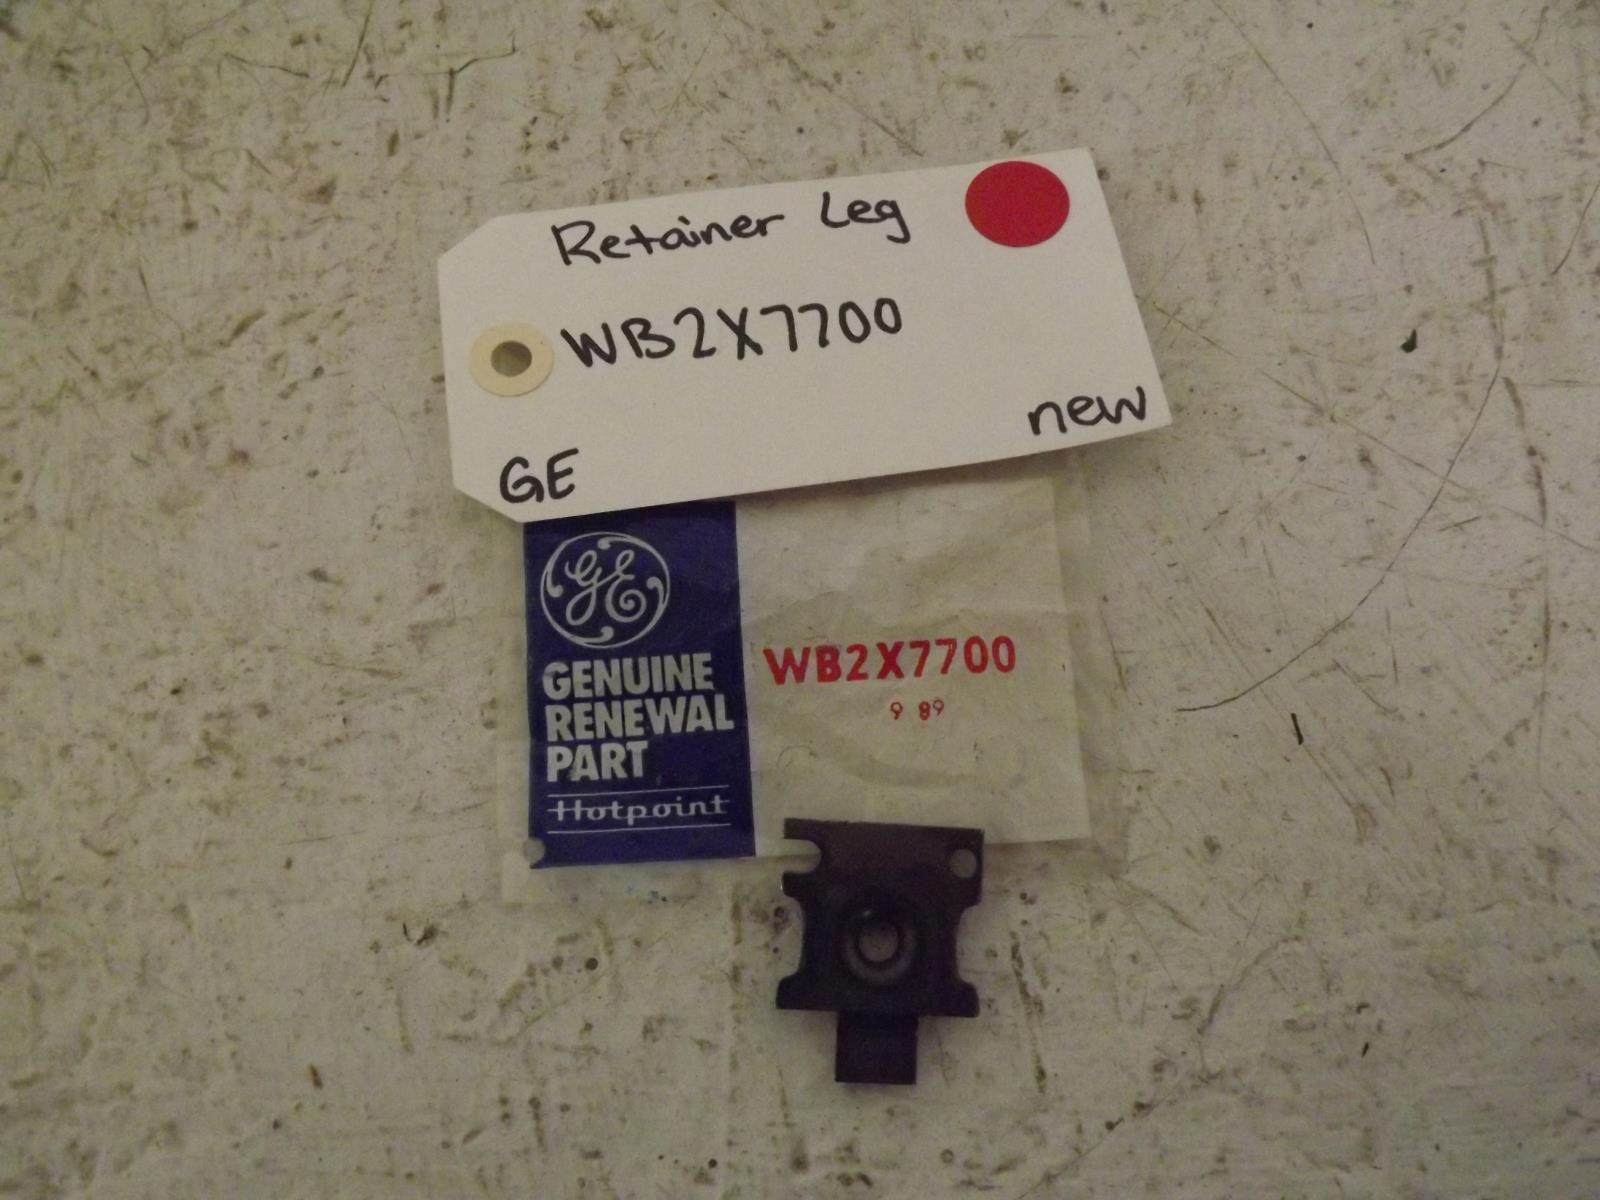 Retainer Leg
WB2X7700
new
GE
GE
GENUINE
RENEWAL
PART
Hotpoint
WB2X7700
9 89